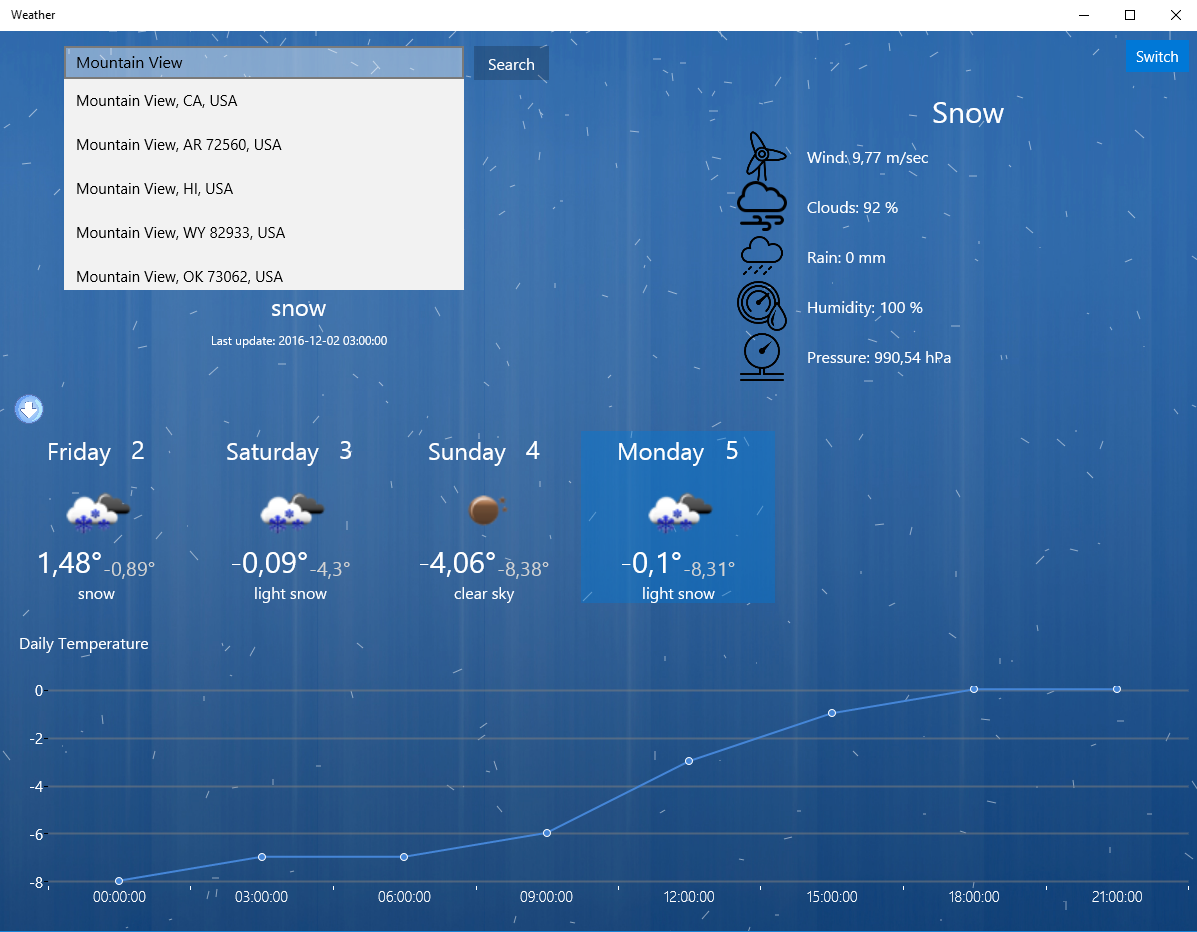 Weather
Mountain View
Search
Switch
Mountain View, CA, USA
Mountain View, AR 72560, USA
Mountain View, HI, USA
Mountain View, WY 82933, USA
Mountain View, OK 73062, USA
snow
Last update: 2016-12-02 03:00:00
Snow
Wind: 9,77 m/sec
Clouds: 92 %
Rain: 0 mm
Humidity: 100 %
Pressure: 990,54 hPa
Friday 2
1,48° -0,89°
snow
Saturday 3
-0,09° -4,3°
light snow
Sunday 4
-4,06° -8,38°
clear sky
Monday 5
-0,1° -8,31°
light snow
Daily Temperature
0
-2
-4
-6
-8
00:00:00 03:00:00 06:00:00 09:00:00 12:00:00 15:00:00 18:00:00 21:00:00